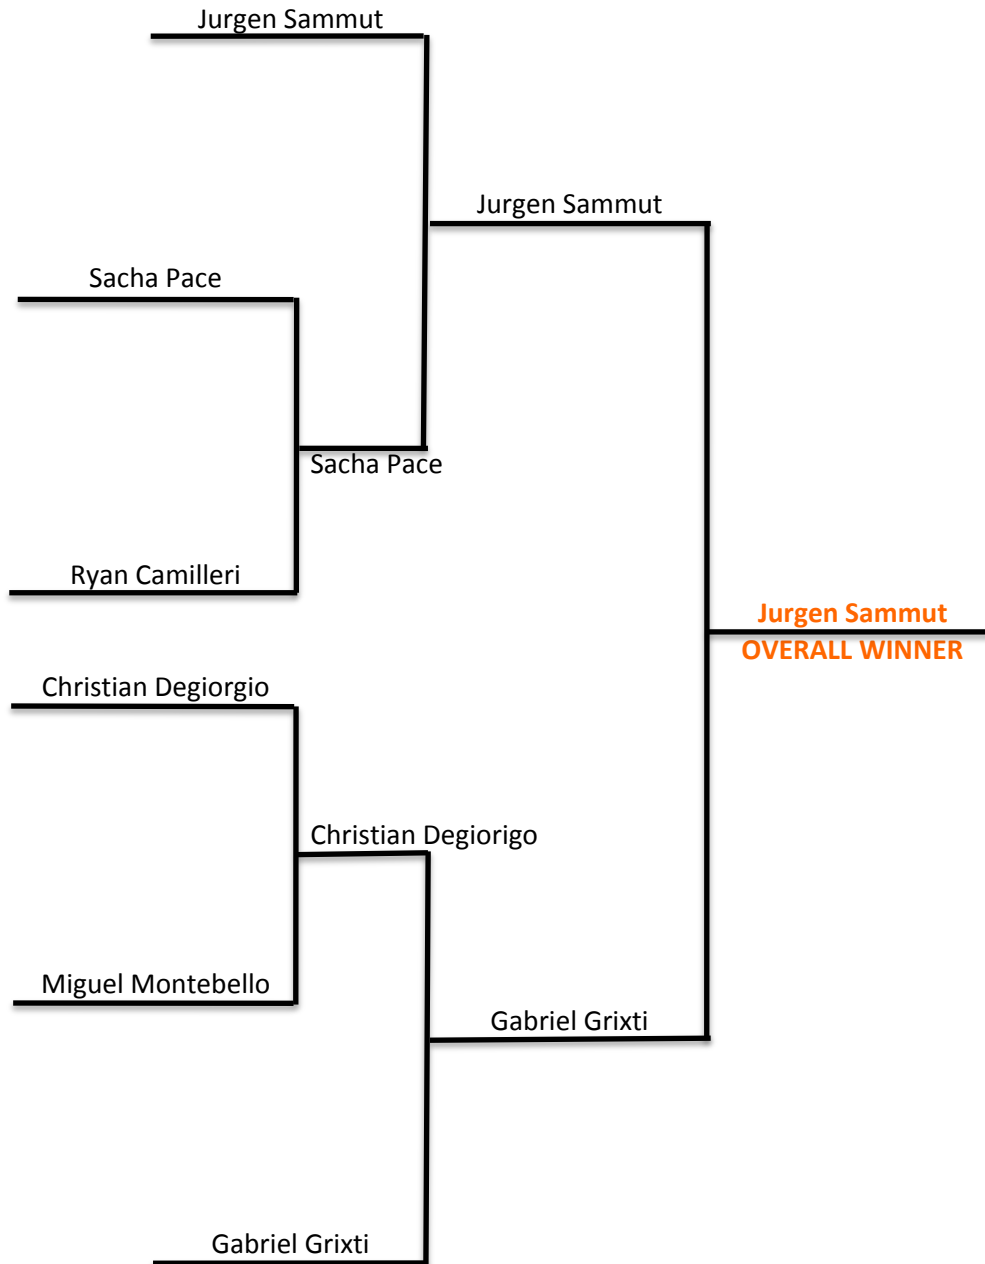 Jurgen Sammut
Jurgen Sammut
Sacha Pace
Sacha Pace
Ryan Camilleri
Jurgen Sammut
OVERALL WINNER
Christian Degiorgio
Christian Degiorigo
Miguel Montebello
Gabriel Grixti
Gabriel Grixti